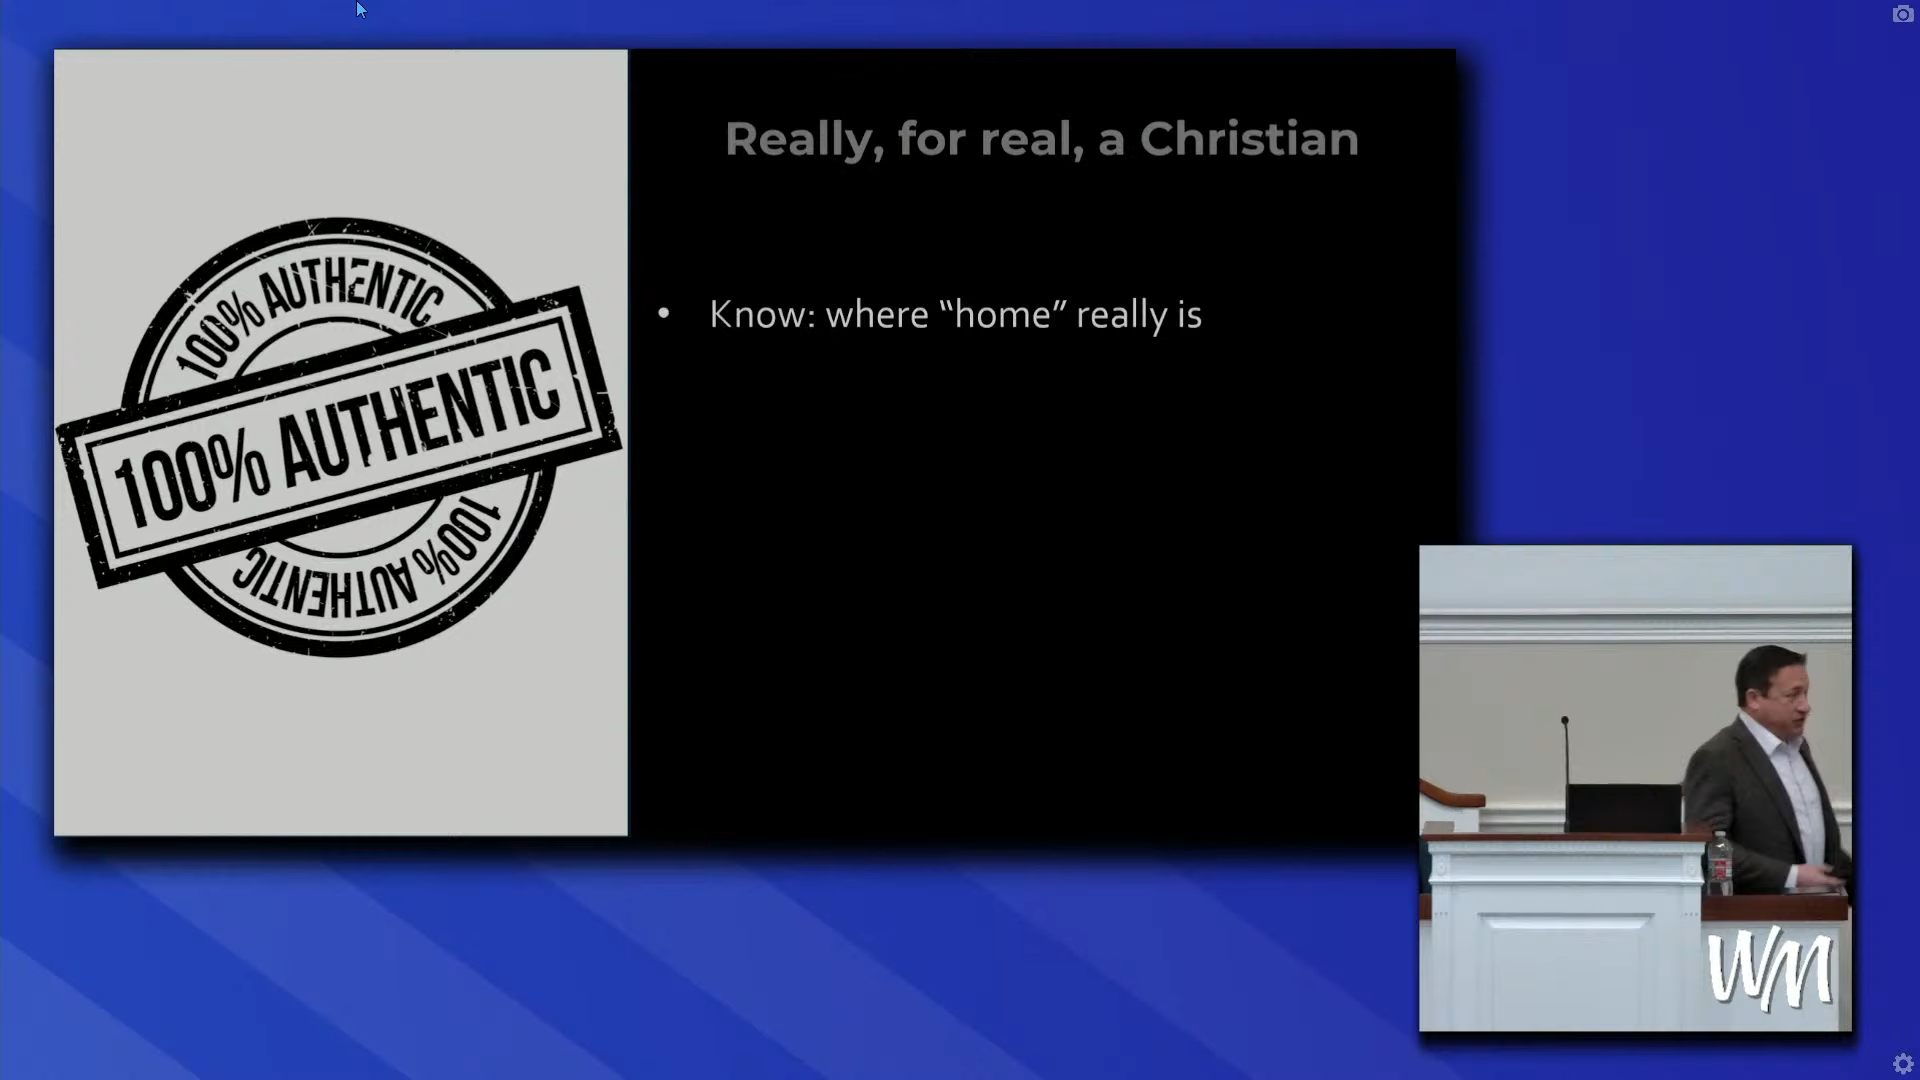 Really, for real, a Christian
100% AUTHENTIC
100% AUTHENTIC
100% AUTHENTIC
• Know: where “home” really is
WM